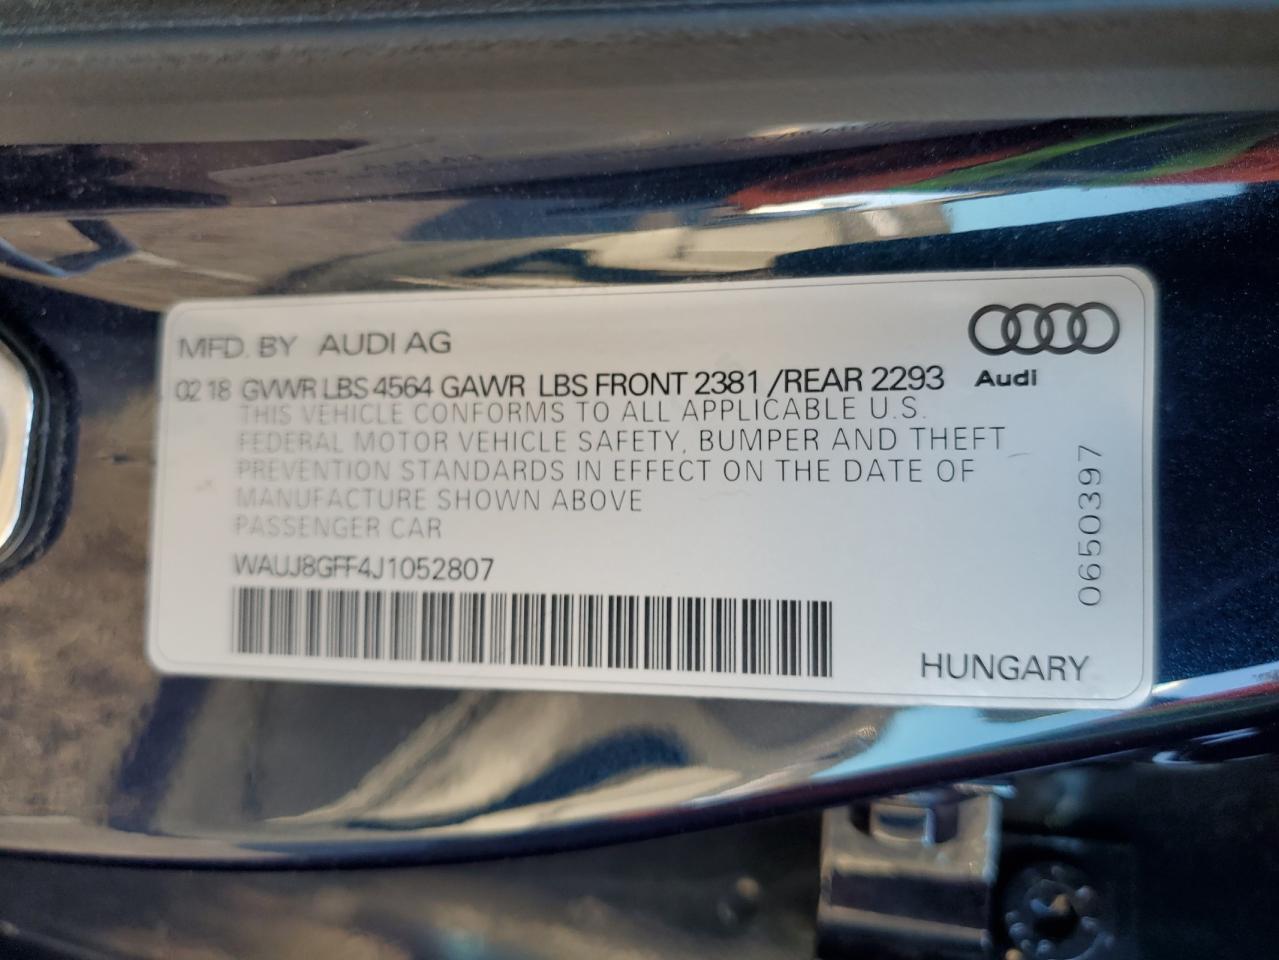 MFD. BY AUDI AG
02 18 GVWR LBS 4564 GAWR LBS FRONT 2381 /REAR 2293
Audi
THIS VEHICLE CONFORMS TO ALL APPLICABLE U.S.
FEDERAL MOTOR VEHICLE SAFETY, BUMPER AND THEFT
PREVENTION STANDARDS IN EFFECT ON THE DATE OF
MANUFACTURE SHOWN ABOVE
PASSENGER CAR
WAUJ8GFF4J1052807
0650397
HUNGARY